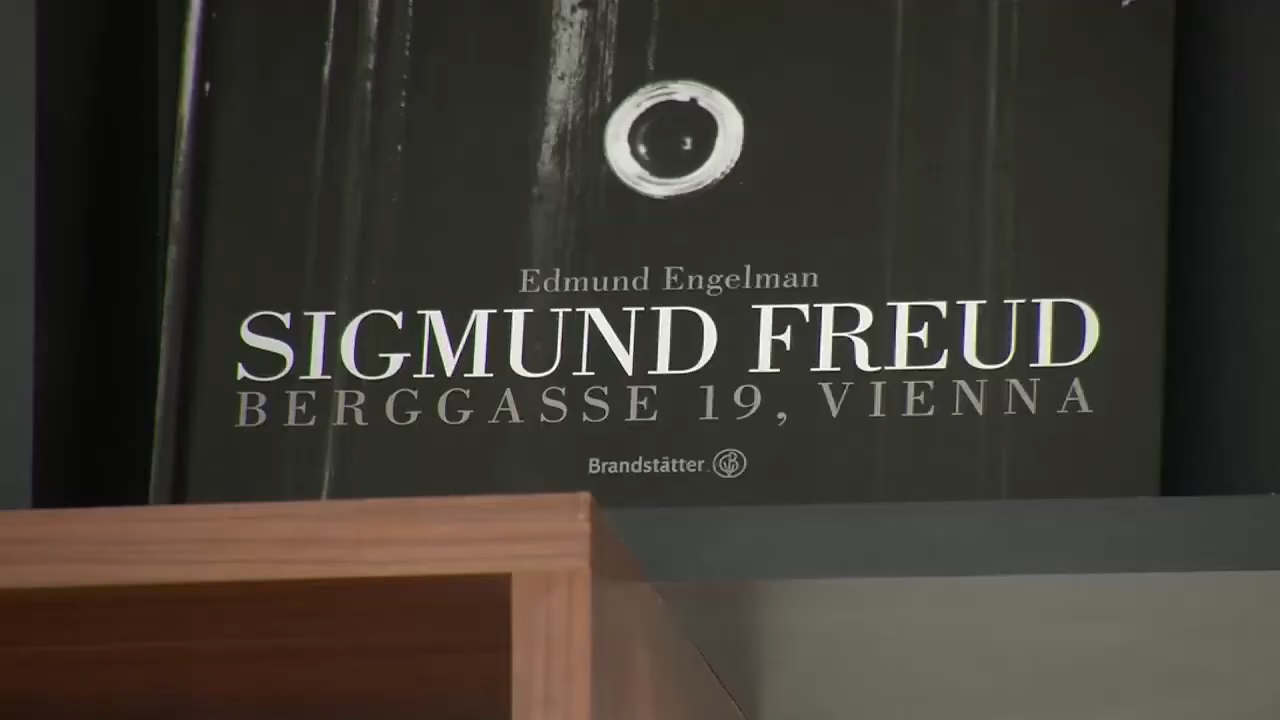 Edmund Engelman
SIGMUND FREUD
BERGGASSE 19, VIENNA
Brandstätter